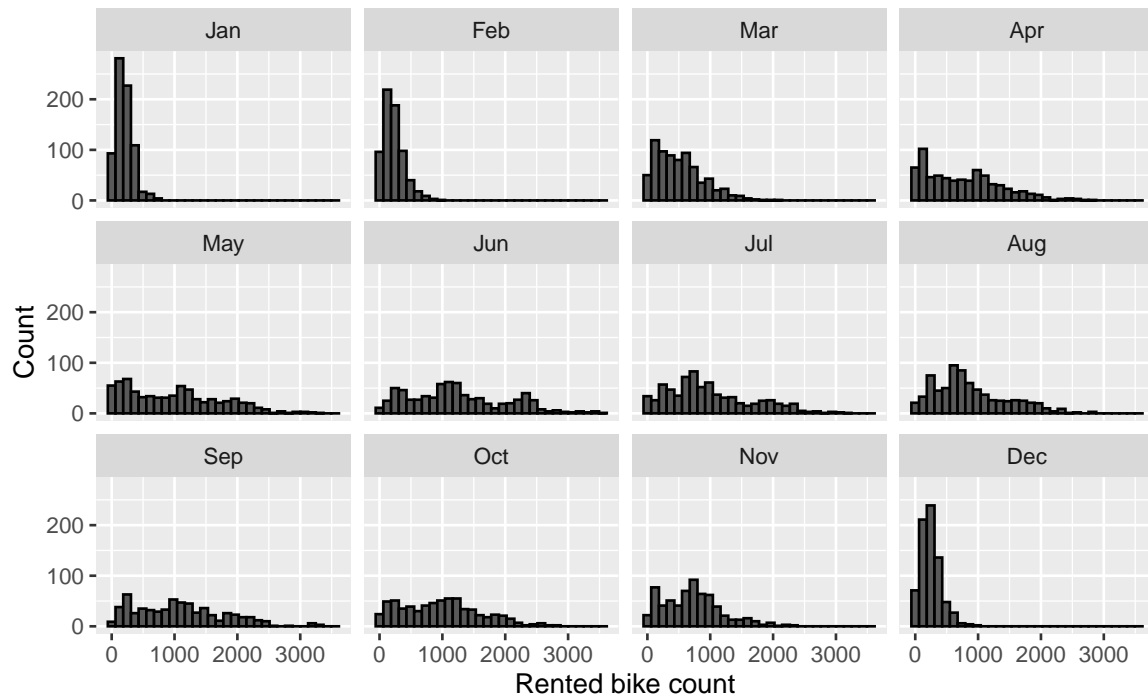 Jan Feb Mar Apr
200
100
0
May Jun Jul Aug
200
100
0
Count
Sep Oct Nov Dec
200
100
0
0 1000 2000 3000 0 1000 2000 3000 0 1000 2000 3000 0 1000 2000 3000
Rented bike count